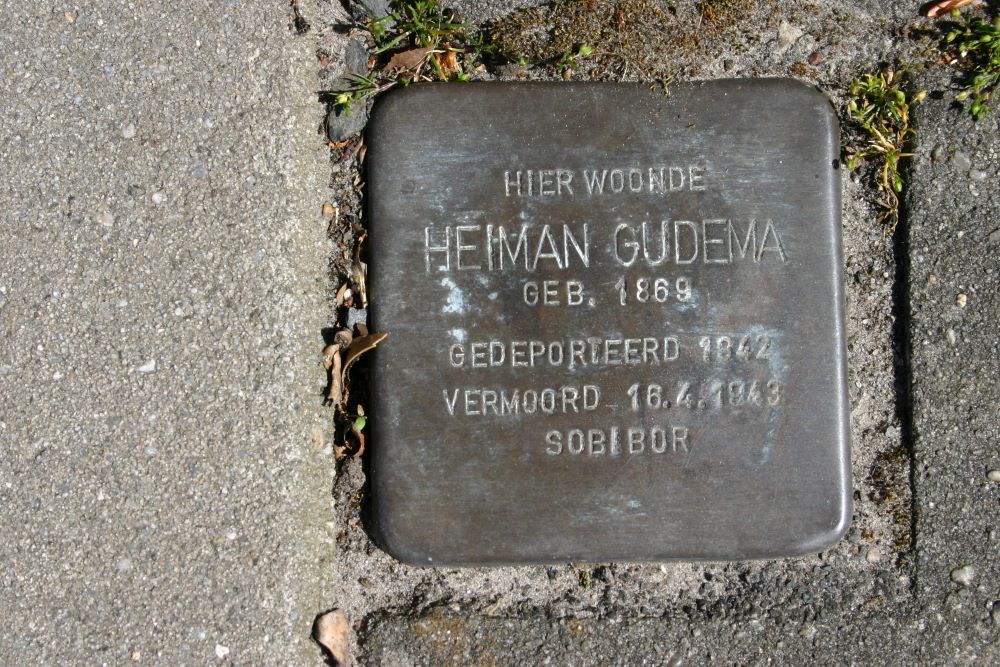 HIER WOONDE
HEIMAN GUDEMA
GEB. 1869
GEDEPORTEERD 1942
VERMOORD 16.4.1943
SOBIBOR